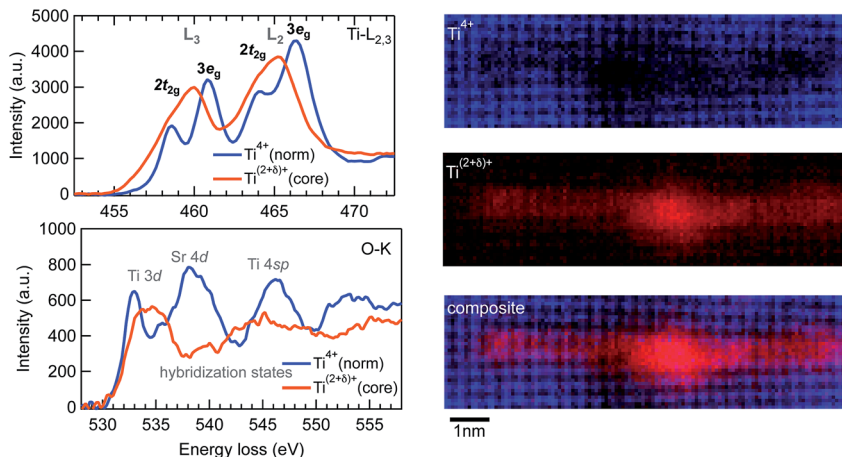 5000
4000
3000
2000
1000
0
Intensity (a.u.)
L₃
L₂
Ti-L₂,₃
2t₂g
3e_g
2t₂g
3e_g
Ti⁴⁺(norm)
Ti⁽²⁺ᵟ⁾⁺(core)
455
460
465
470
1000
800
600
400
200
0
Intensity (a.u.)
O-K
Ti 3d
Sr 4d
Ti 4sp
hybridization states
Ti⁴⁺(norm)
Ti⁽²⁺ᵟ⁾⁺(core)
530
535
540
545
550
555
Energy loss (eV)
Ti⁴⁺
Ti⁽²⁺ᵟ⁾⁺
composite
1nm